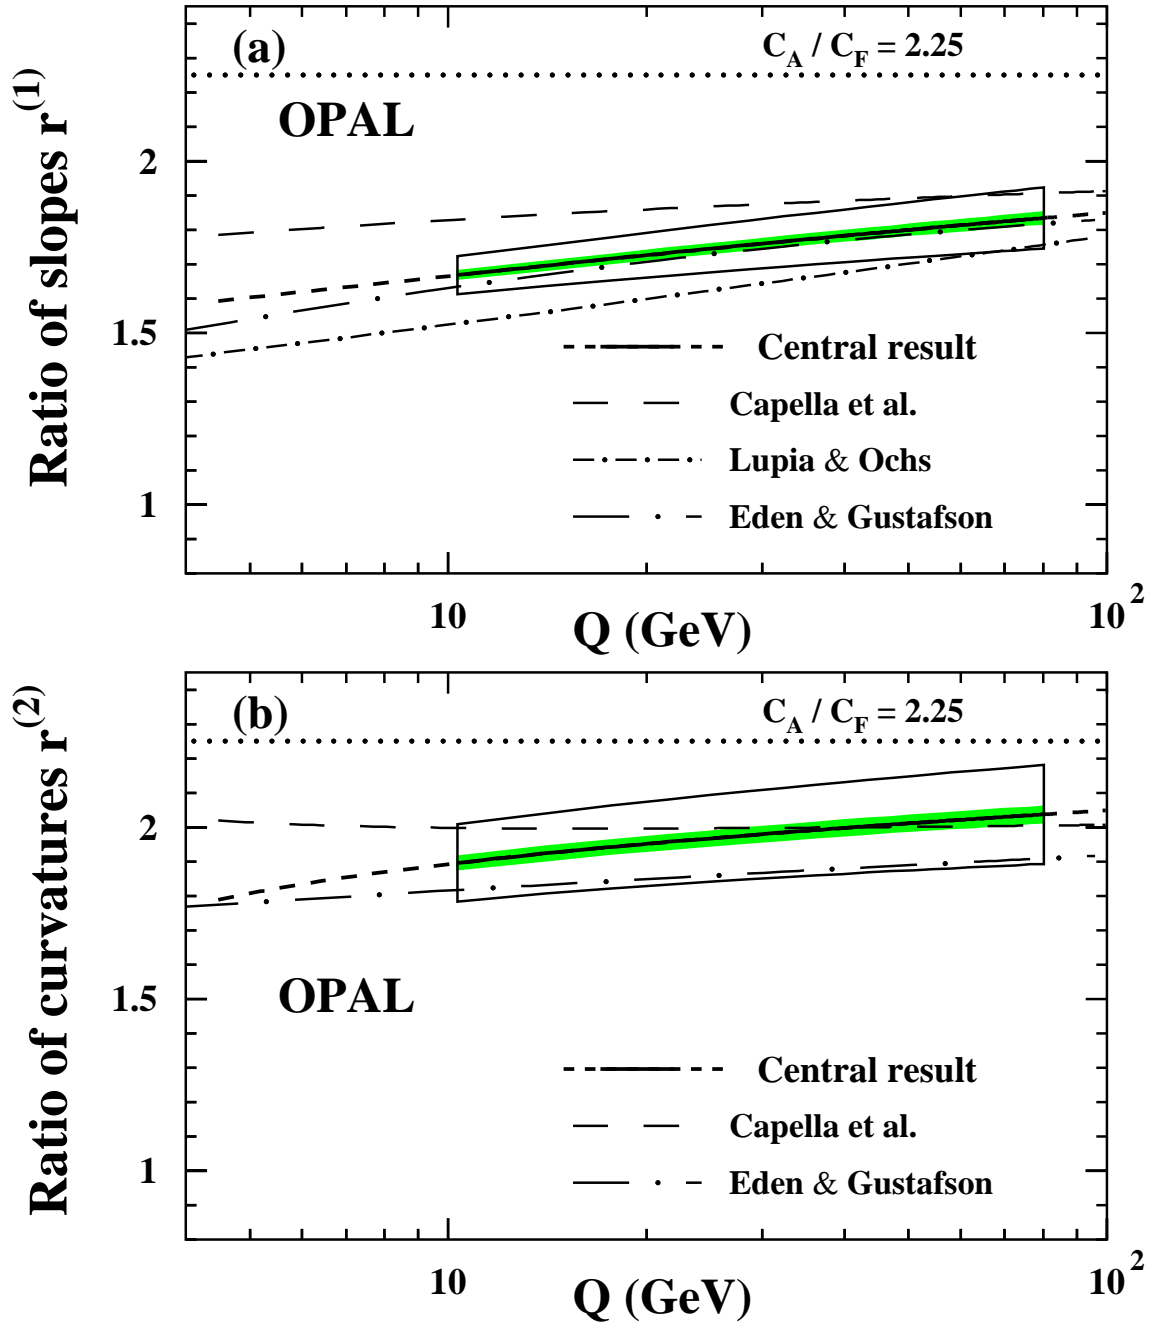 (a)
C_A / C_F = 2.25
OPAL
Ratio of slopes r^(1)
2
1.5
1
Central result
Capella et al.
Lupia & Ochs
Eden & Gustafson
10
10^2
Q (GeV)
(b)
C_A / C_F = 2.25
Ratio of curvatures r^(2)
2
1.5
1
OPAL
Central result
Capella et al.
Eden & Gustafson
10
10^2
Q (GeV)